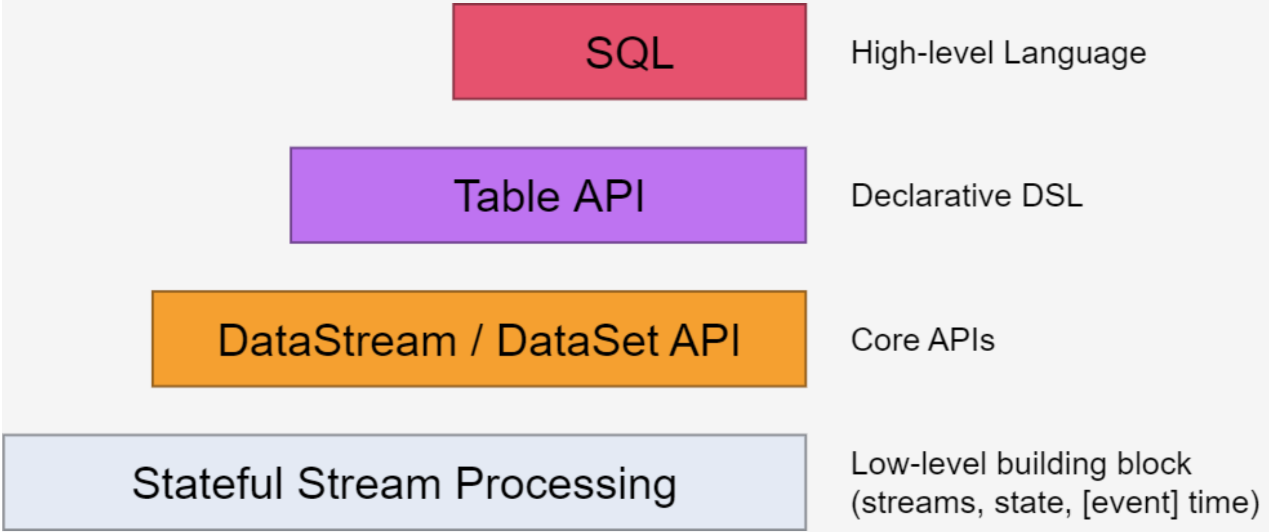 SQL
High-level Language
Table API
Declarative DSL
DataStream / DataSet API
Core APIs
Stateful Stream Processing
Low-level building block
(streams, state, [event] time)